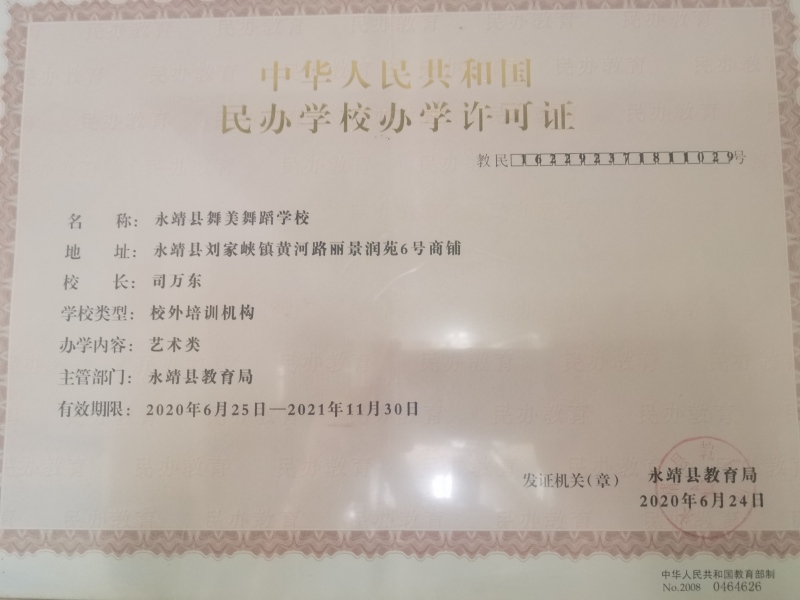 中华人民共和国
民办学校办学许可证
教民162292371811029号
名 称：永靖县舞美舞蹈学校
地 址：永靖县刘家峡镇黄河路丽景润苑6号商铺
校 长：司万东
学校类型：校外培训机构
办学内容：艺术类
主管部门：永靖县教育局
有效期限：2020年6月25日—2021年11月30日
发证机关（章） 永靖县教育局
2020年6月24日
中华人民共和国教育部制
No.2008 0464626